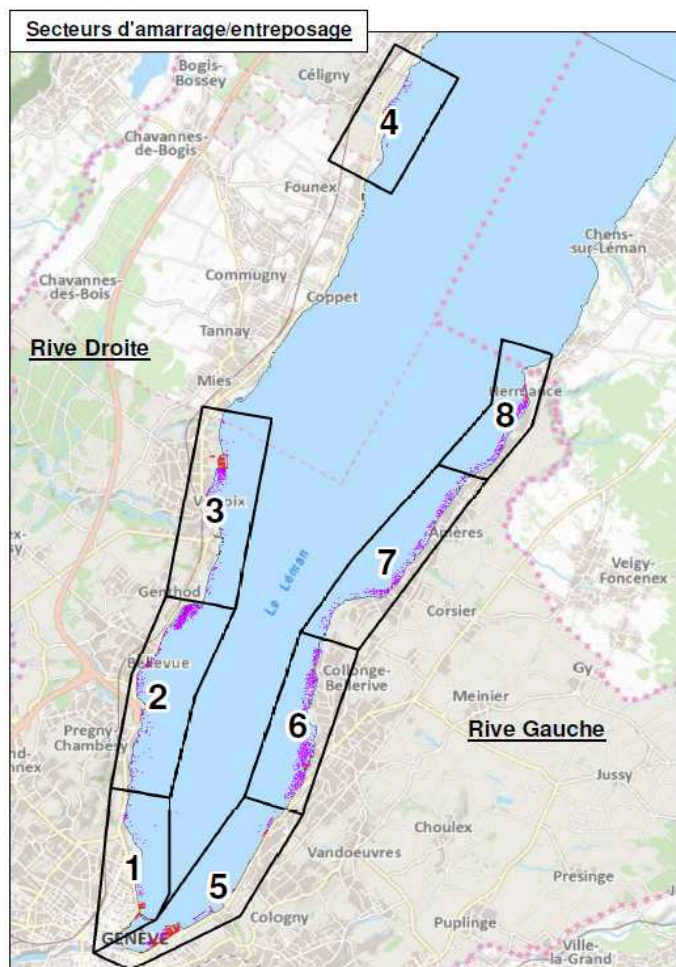 Secteurs d'amarrage/entreposage
Bogis-
Bossey
Céligny
4
Chavannes-
de-Bogis
Founex
Chens-
sur-Léman
Chavannes-
des-Bois
Commugny
Coppet
Rive Droite
Tannay
Mies
Hermance
8
3
7
Anières
Le Léman
Veigy-
Foncenex
Genthod
Corsier
Bellevue
2
Collonge-
Bellerive
Gy
6
Meinier
Rive Gauche
Pregny-
Chambésy
Jussy
Choulex
1
Vandoeuvres
5
Presinge
Cologny
Puplinge
GENÈVE
Ville-
la-Grand